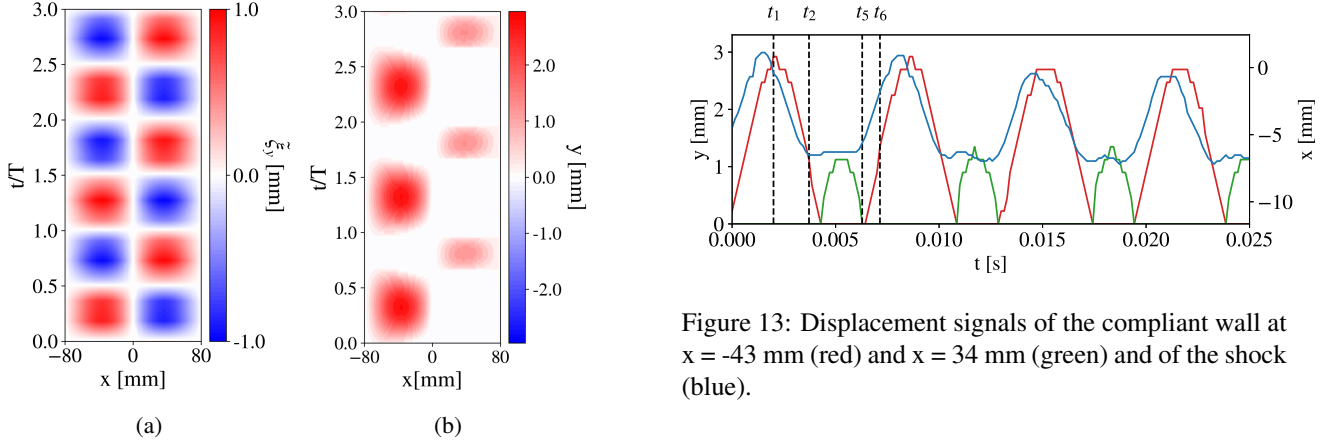 3.0
2.5
2.0
1.5
1.0
0.5
0.0
t/T
−80
0
80
x [mm]
1.0
0.0
-1.0
ξ̃y [mm]
(a)
3.0
2.5
2.0
1.5
1.0
0.5
0.0
t/T
−80
0
80
x[mm]
2.0
1.0
0.0
-1.0
-2.0
y [mm]
(b)
t1 t2 t5 t6
3
2
1
0
y [mm]
0
−5
−10
x [mm]
0.000 0.005 0.010 0.015 0.020 0.025
t [s]
Figure 13: Displacement signals of the compliant wall at
x = -43 mm (red) and x = 34 mm (green) and of the shock
(blue).